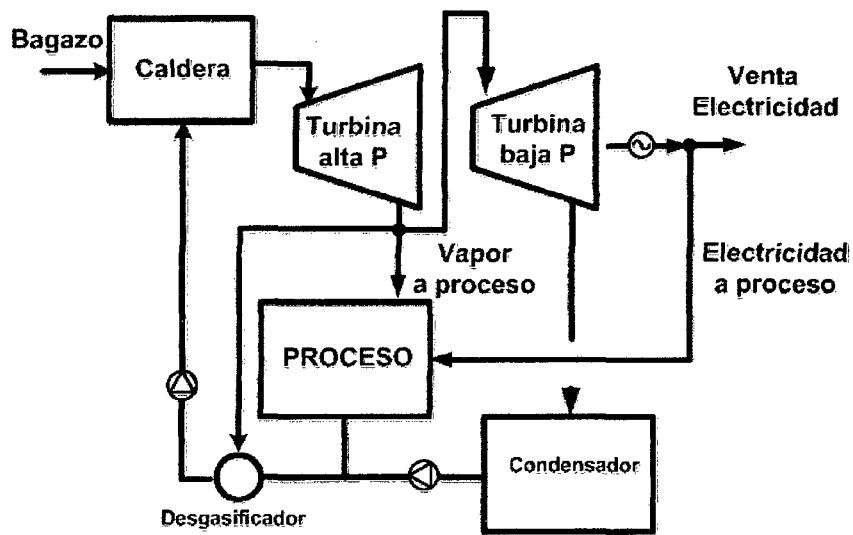 Bagazo
Caldera
Turbina
alta P
Turbina
baja P
Venta
Electricidad
Vapor
a proceso
Electricidad
a proceso
PROCESO
Condensador
Desgasificador